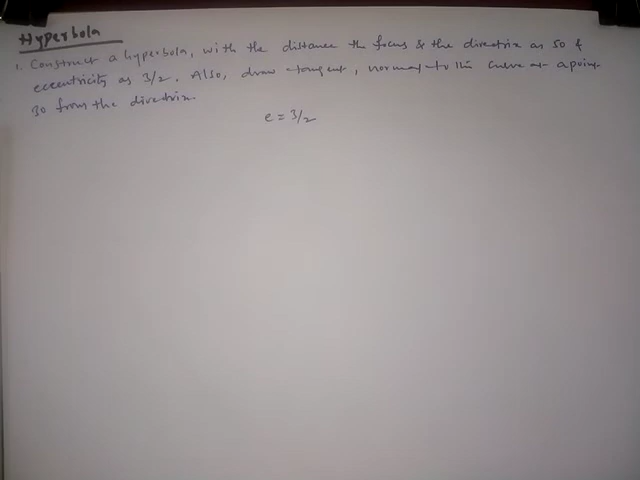 Hyperbola
1. Construct a hyperbola, with the distance the focus & the directrix as 50 &
eccentricity as 3/2. Also, draw tangent, normal to the curve at a point
30 from the directrix.
e = 3/2